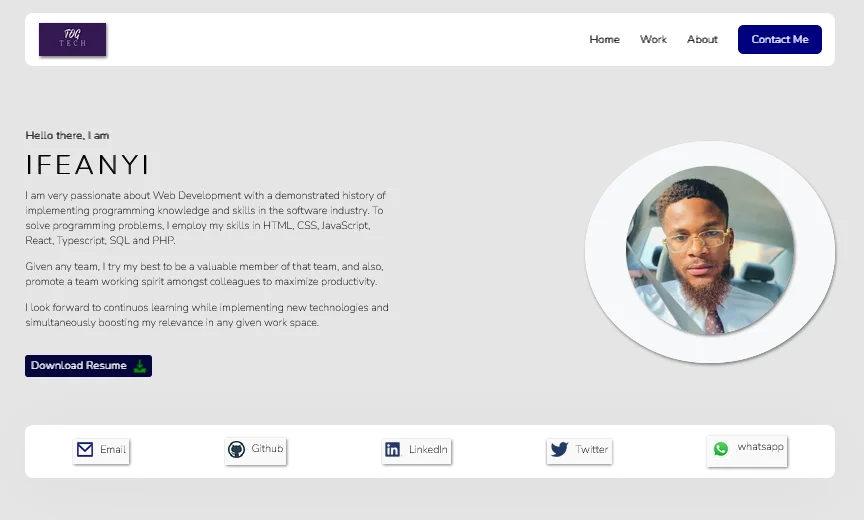 TOG
TECH
Home Work About Contact Me
Hello there, I am
IFEANYI
I am very passionate about Web Development with a demonstrated history of
implementing programming knowledge and skills in the software industry. To
solve programming problems, I employ my skills in HTML, CSS, JavaScript,
React, Typescript, SQL and PHP.
Given any team, I try my best to be a valuable member of that team, and also,
promote a team working spirit amongst colleagues to maximize productivity.
I look forward to continuos learning while implementing new technologies and
simultaneously boosting my relevance in any given work space.
Download Resume
Email Github LinkedIn Twitter whatsapp